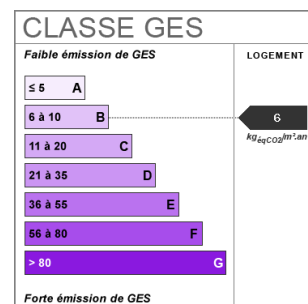 CLASSE GES
Faible émission de GES
LOGEMENT
≤ 5 A
6 à 10 B
6
kgéqCO2/m².an
11 à 20 C
21 à 35 D
36 à 55 E
56 à 80 F
> 80 G
Forte émission de GES